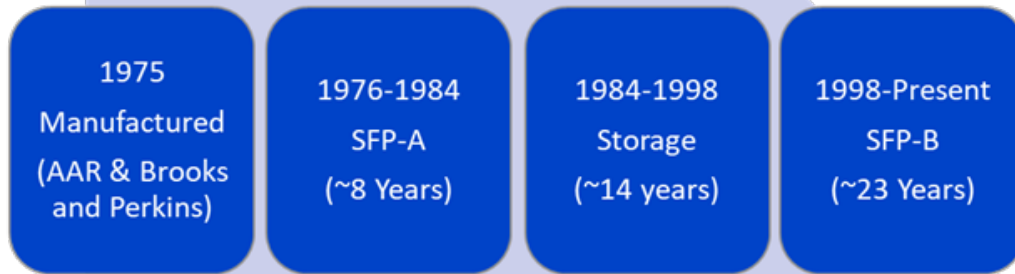 1975
Manufactured
(AAR & Brooks
and Perkins)
1976-1984
SFP-A
(~8 Years)
1984-1998
Storage
(~14 years)
1998-Present
SFP-B
(~23 Years)